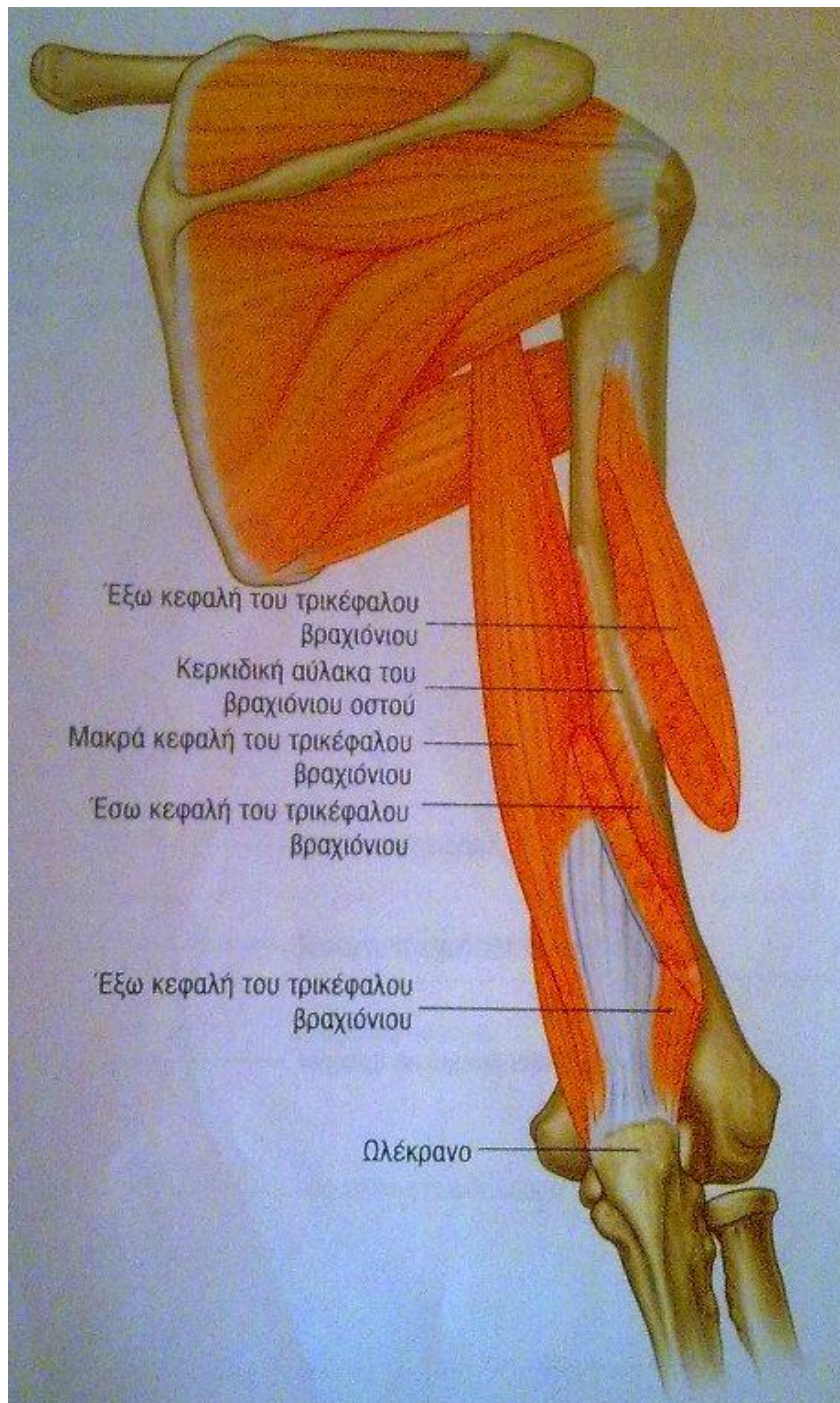 Έξω κεφαλή του τρικέφαλου
βραχιόνιου
Κερκιδική αύλακα του
βραχιόνιου οστού
Μακρά κεφαλή του τρικέφαλου
βραχιόνιου
Έσω κεφαλή του τρικέφαλου
βραχιόνιου
Έξω κεφαλή του τρικέφαλου
βραχιόνιου
Ωλέκρανο